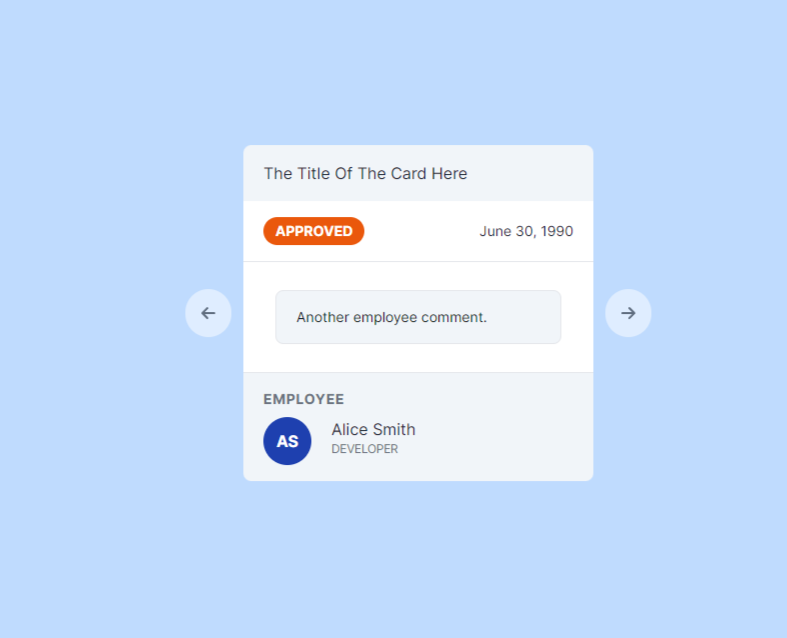 The Title Of The Card Here
APPROVED June 30, 1990
Another employee comment.
EMPLOYEE
AS Alice Smith
DEVELOPER